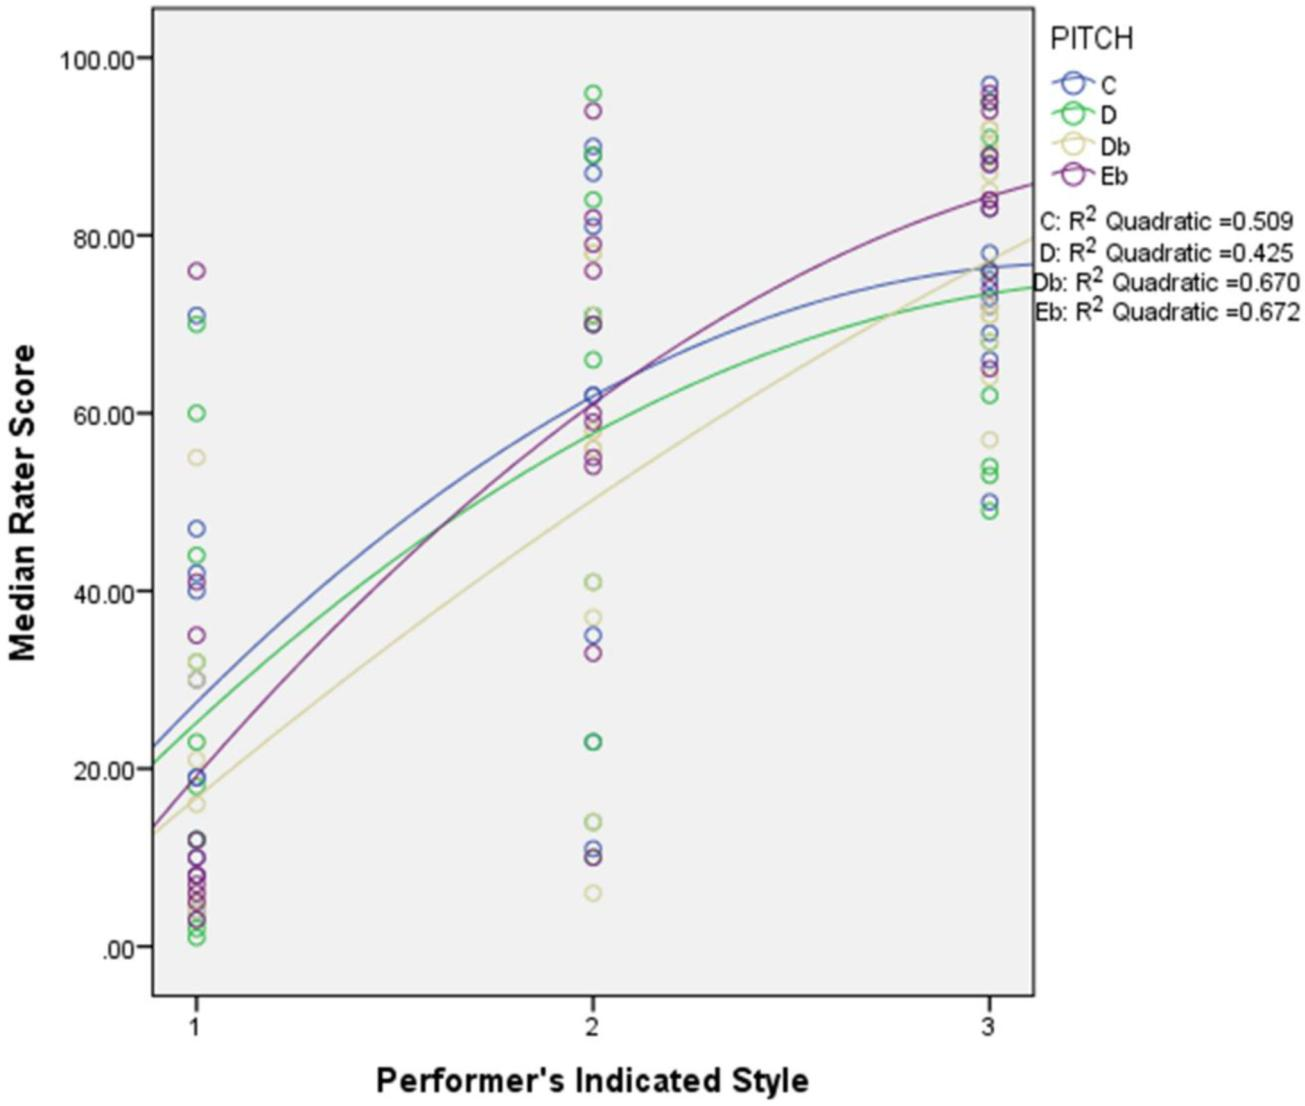 PITCH
C
D
Db
Eb
C: R2 Quadratic =0.509
D: R2 Quadratic =0.425
Db: R2 Quadratic =0.670
Eb: R2 Quadratic =0.672
100.00
80.00
60.00
40.00
20.00
.00
Median Rater Score
1 2 3
Performer's Indicated Style